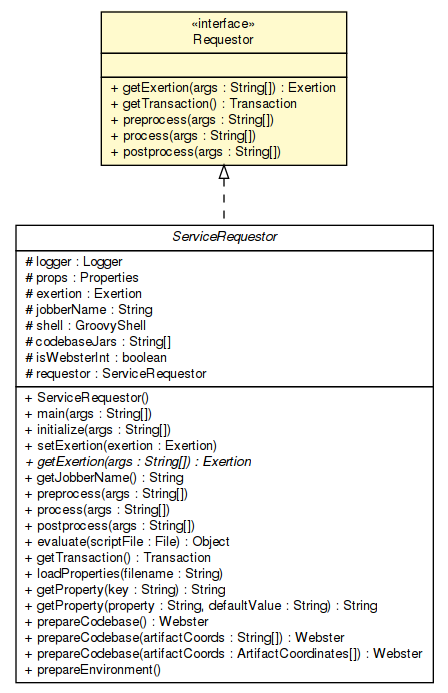 «interface»
Requestor
+ getExertion(args : String[]) : Exertion
+ getTransaction() : Transaction
+ preprocess(args : String[])
+ process(args : String[])
+ postprocess(args : String[])
ServiceRequestor
# logger : Logger
# props : Properties
# exertion : Exertion
# jobberName : String
# shell : GroovyShell
# codebaseJars : String[]
# isWebsterInt : boolean
# requestor : ServiceRequestor
+ ServiceRequestor()
+ main(args : String[])
+ initialize(args : String[])
+ setExertion(exertion : Exertion)
+ getExertion(args : String[]) : Exertion
+ getJobberName() : String
+ preprocess(args : String[])
+ process(args : String[])
+ postprocess(args : String[])
+ evaluate(scriptFile : File) : Object
+ getTransaction() : Transaction
+ loadProperties(filename : String)
+ getProperty(key : String) : String
+ getProperty(property : String, defaultValue : String) : String
+ prepareCodebase() : Webster
+ prepareCodebase(artifactCoords : String[]) : Webster
+ prepareCodebase(artifactCoords : ArtifactCoordinates[]) : Webster
+ prepareEnvironment()